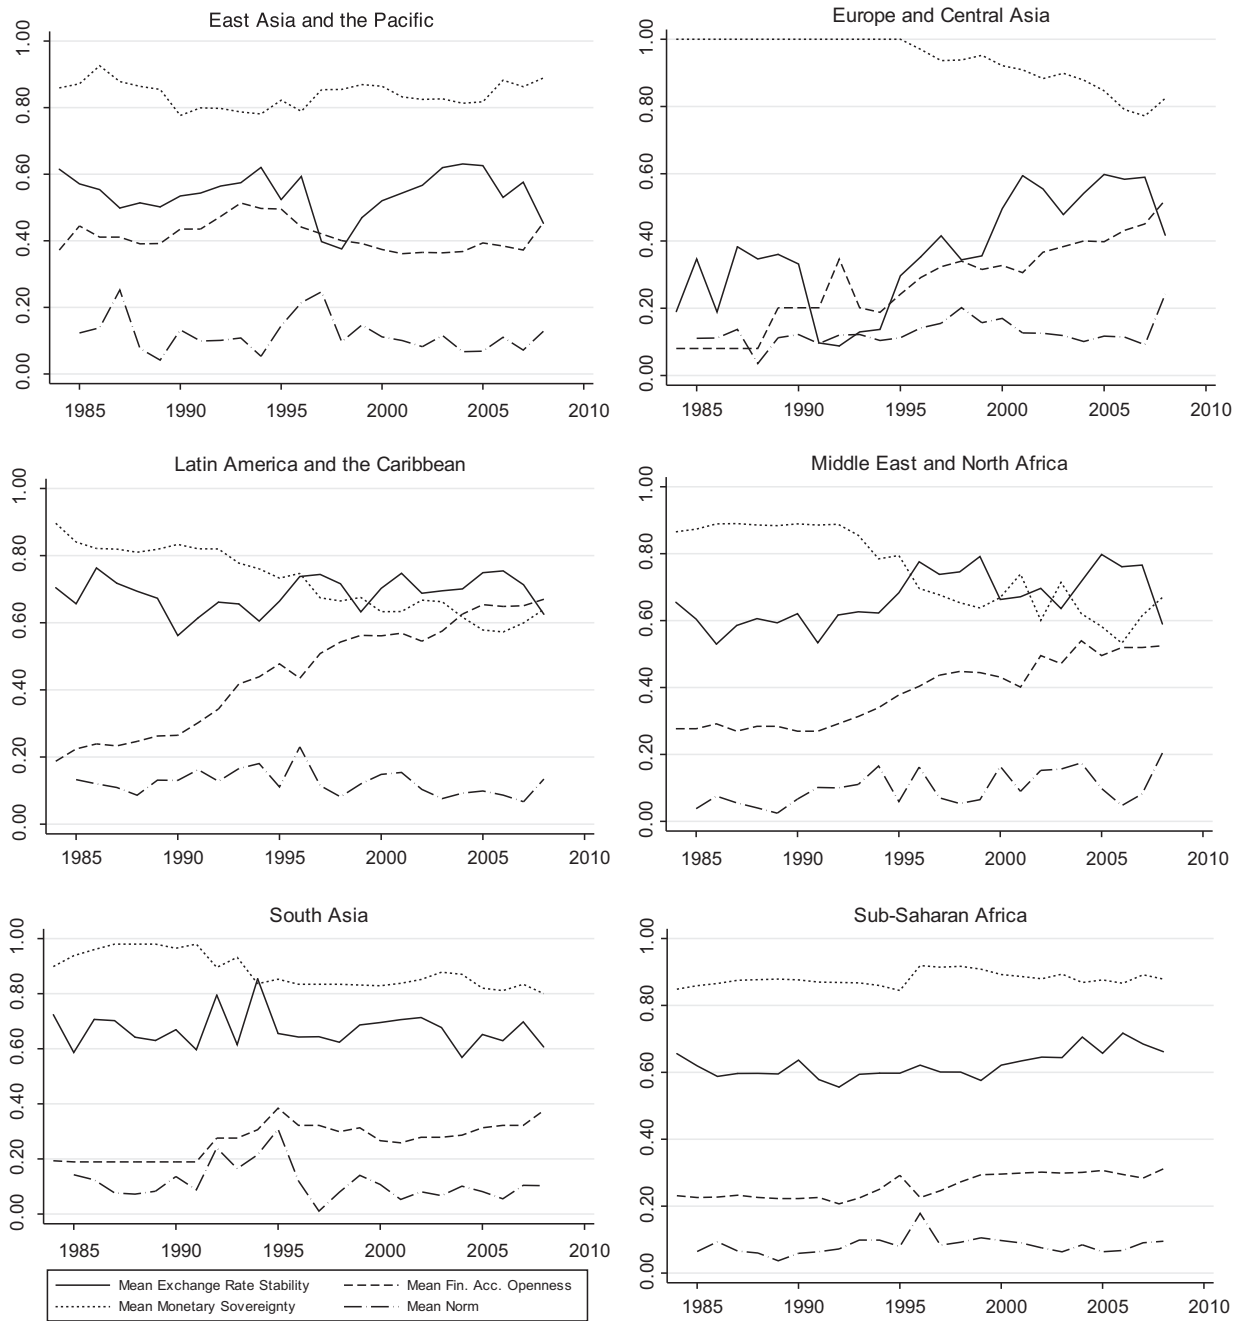 East Asia and the Pacific
1.00
0.80
0.60
0.40
0.20
0.00
1985 1990 1995 2000 2005 2010
Europe and Central Asia
1.00
0.80
0.60
0.40
0.20
0.00
1985 1990 1995 2000 2005 2010
Latin America and the Caribbean
1.00
0.80
0.60
0.40
0.20
0.00
1985 1990 1995 2000 2005 2010
Middle East and North Africa
1.00
0.80
0.60
0.40
0.20
0.00
1985 1990 1995 2000 2005 2010
South Asia
1.00
0.80
0.60
0.40
0.20
0.00
1985 1990 1995 2000 2005 2010
Sub-Saharan Africa
1.00
0.80
0.60
0.40
0.20
0.00
1985 1990 1995 2000 2005 2010
Mean Exchange Rate Stability Mean Fin. Acc. Openness
Mean Monetary Sovereignty Mean Norm